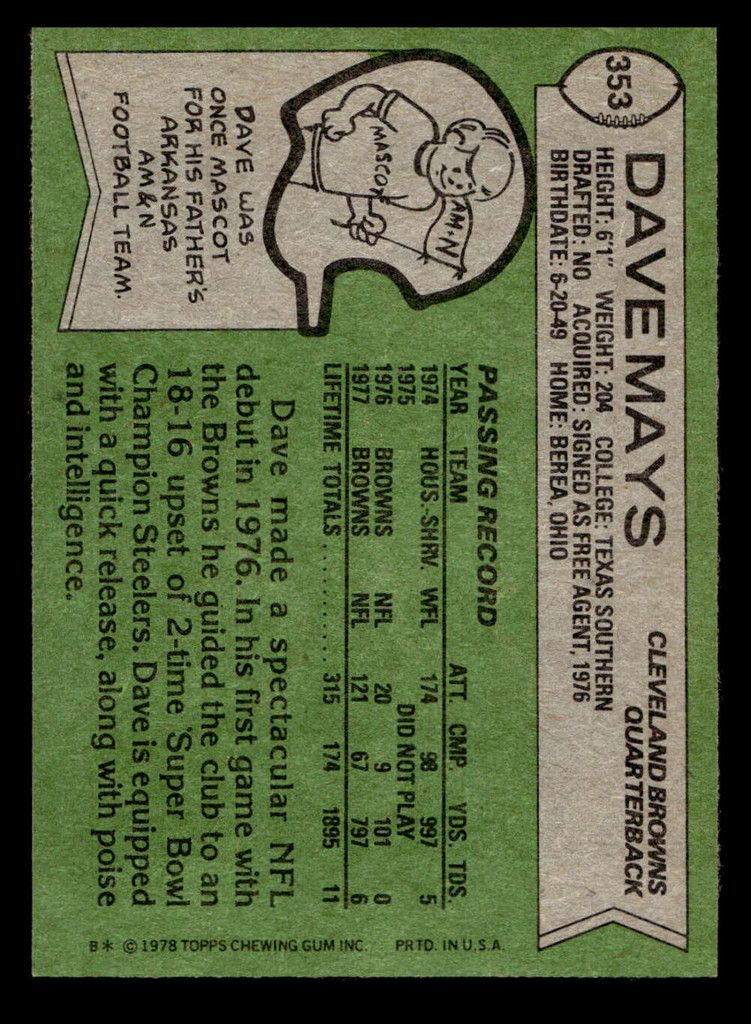 353
DAVE MAYS
CLEVELAND BROWNS
QUARTERBACK
HEIGHT: 6'1" WEIGHT: 204 COLLEGE: TEXAS SOUTHERN
DRAFTED: NO ACQUIRED: SIGNED AS FREE AGENT, 1976
BIRTHDATE: 6-20-49 HOME: BEREA, OHIO
AM·N
MASCOT
DAVE WAS
ONCE MASCOT
FOR HIS FATHER'S
ARKANSAS
AM&N
FOOTBALL TEAM.
PASSING RECORD
YEAR TEAM ATT. CMP. YDS. TDS.
1974 HOUS.-SHRV. WFL 174 98 997 5
1975 DID NOT PLAY
1976 BROWNS NFL 20 9 101 0
1977 BROWNS NFL 121 67 797 6
LIFETIME TOTALS........... 315 174 1895 11
Dave made a spectacular NFL
debut in 1976. In his first game with
the Browns he guided the club to an
18-16 upset of 2-time Super Bowl
Champion Steelers. Dave is equipped
with a quick release, along with poise
and intelligence.
B* © 1978 TOPPS CHEWING GUM INC. PRTD. IN U.S.A.